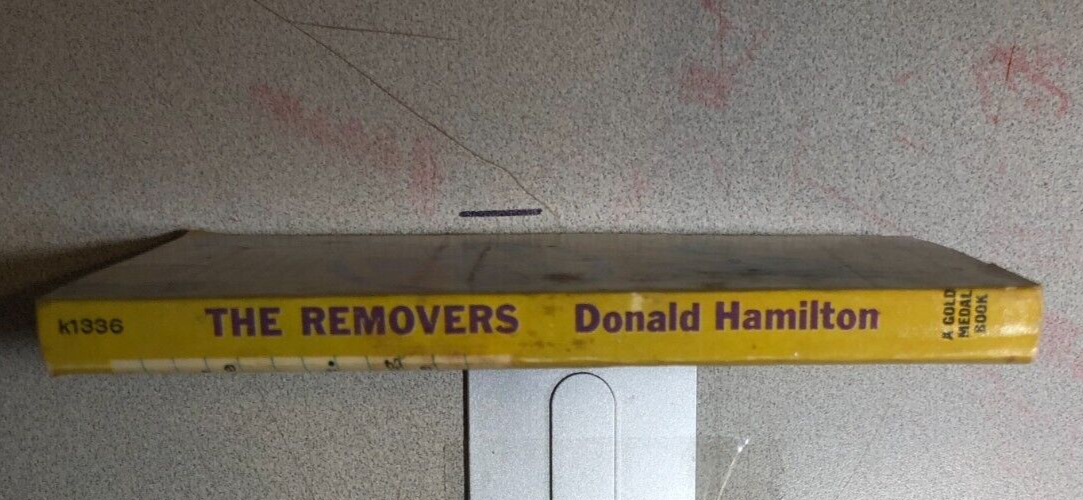 k1336
THE REMOVERS
Donald Hamilton
A GOLD
MEDAL
BOOK